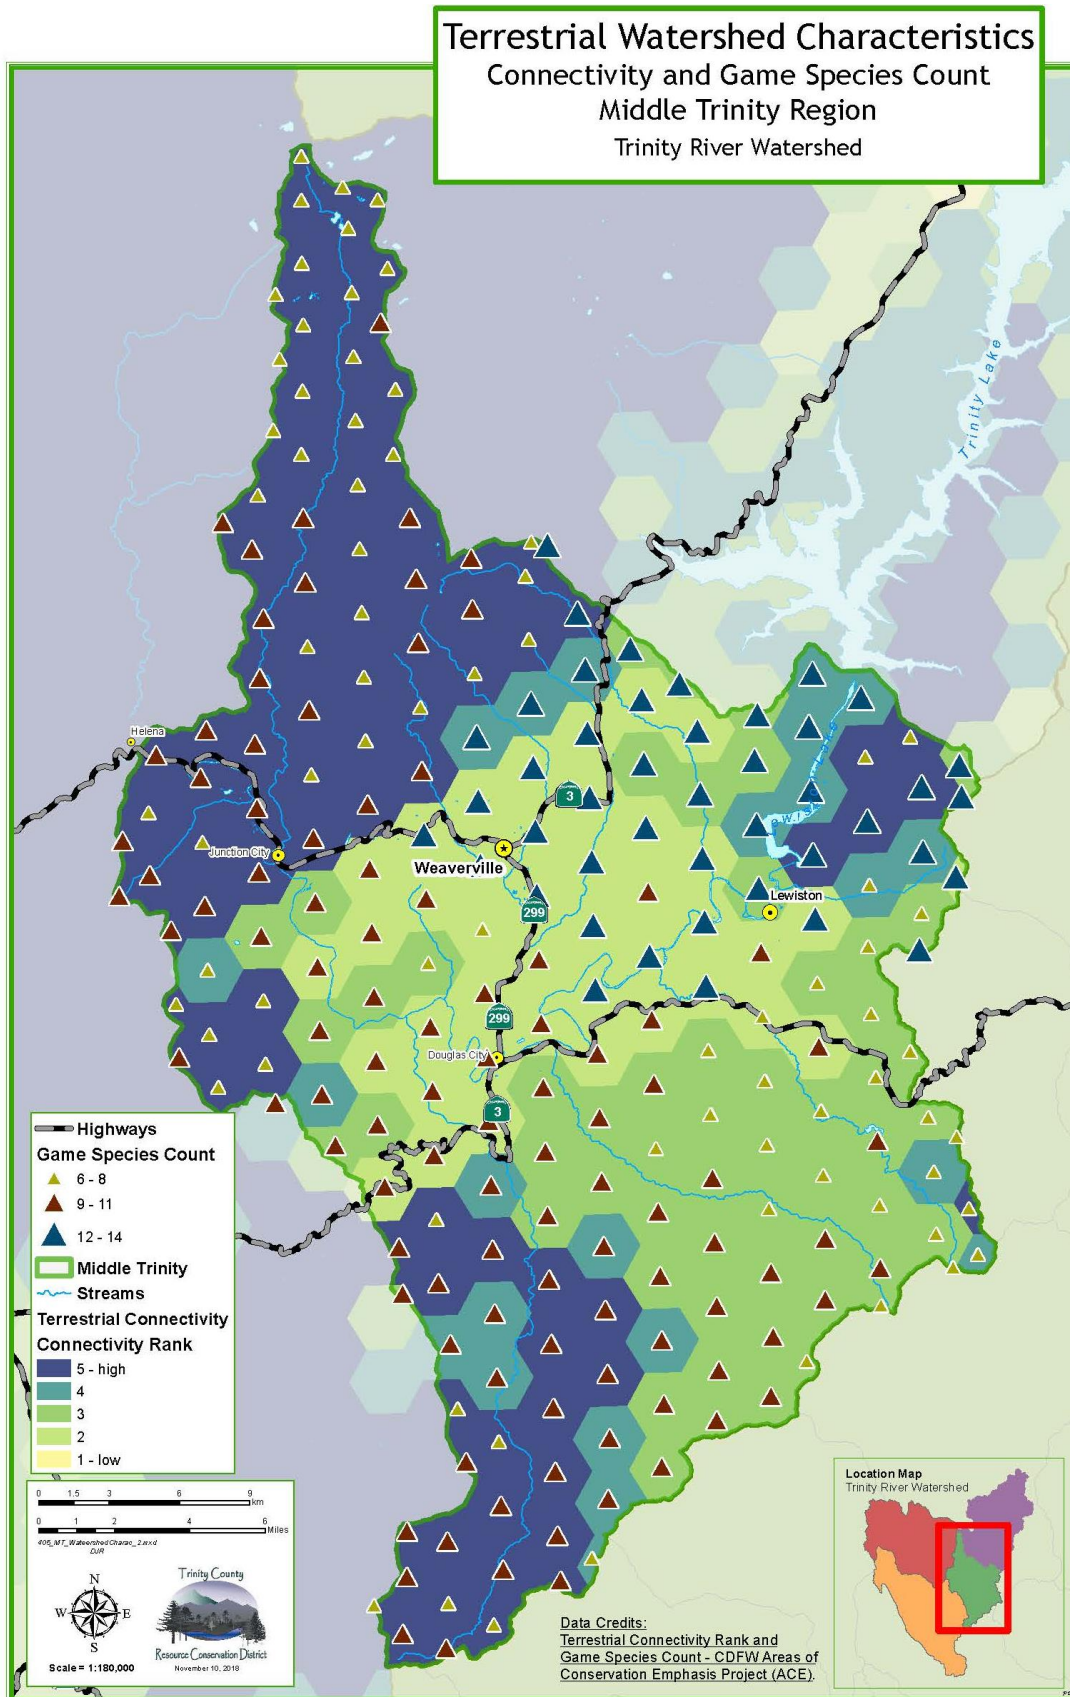 Terrestrial Watershed Characteristics
Connectivity and Game Species Count
Middle Trinity Region
Trinity River Watershed
Trinity Lake
Helena
3
Junction City
Weaverville
Lewiston
299
299
Douglas City
3
Highways
Game Species Count
6 - 8
9 - 11
12 - 14
Middle Trinity
Streams
Terrestrial Connectivity
Connectivity Rank
5 - high
4
3
2
1 - low
0 1.5 3 6 9
km
0 1 2 4 6
Miles
DJR
N
W E
S
Scale = 1:180,000
Trinity County
Resource Conservation District
November 10, 2018
Data Credits:
Terrestrial Connectivity Rank and
Game Species Count - CDFW Areas of
Conservation Emphasis Project (ACE).
Location Map
Trinity River Watershed